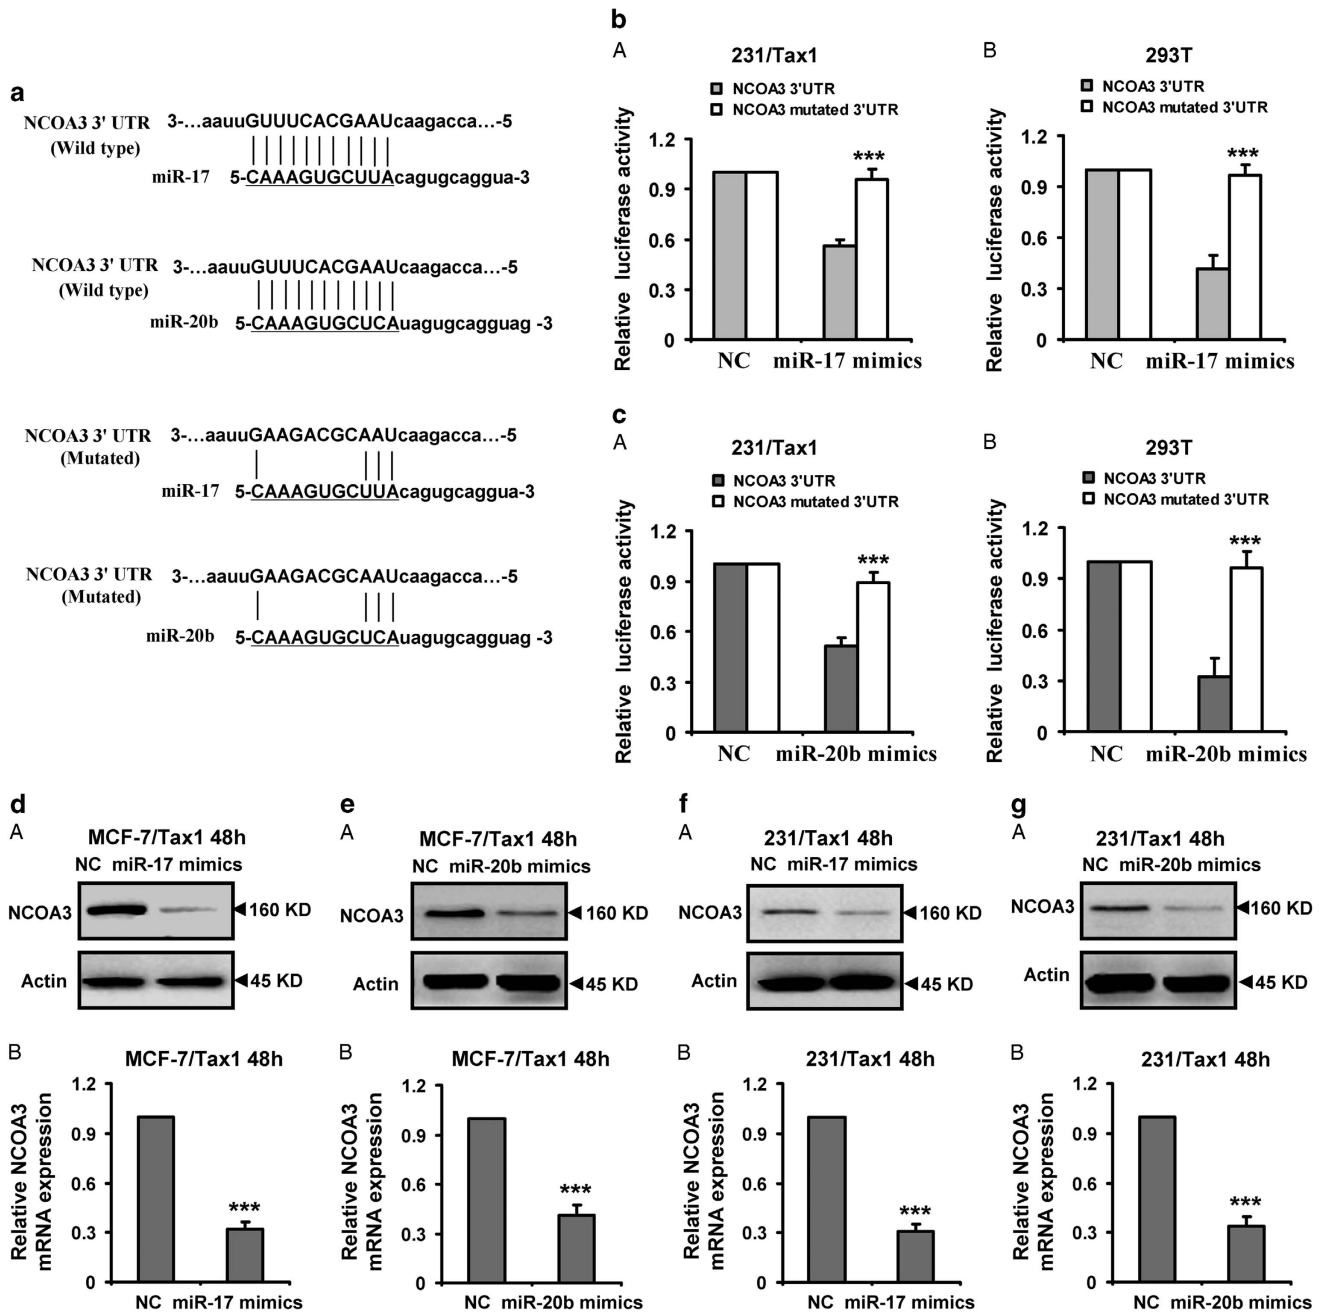 a
NCOA3 3' UTR 3-...aauuGUUUCACGAAUcaagacca...-5
(Wild type)
miR-17 5-CAAAGUGCUUAcagugcaggua-3
NCOA3 3' UTR 3-...aauuGUUUCACGAAUcaagacca...-5
(Wild type)
miR-20b 5-CAAAGUGCUCAuagugcagguag -3
NCOA3 3' UTR 3-...aauuGAAGACGCAAUcaagacca...-5
(Mutated)
miR-17 5-CAAAGUGCUUAcagugcaggua-3
NCOA3 3' UTR 3-...aauuGAAGACGCAAUcaagacca...-5
(Mutated)
miR-20b 5-CAAAGUGCUCAuagugcagguag -3
b
A
231/Tax1
NCOA3 3'UTR
NCOA3 mutated 3'UTR
Relative luciferase activity
1.2
0.9
0.6
0.3
0
***
NC miR-17 mimics
B
293T
NCOA3 3'UTR
NCOA3 mutated 3'UTR
Relative luciferase activity
1.2
0.9
0.6
0.3
0
***
NC miR-17 mimics
c
A
231/Tax1
NCOA3 3'UTR
NCOA3 mutated 3'UTR
Relative luciferase activity
1.2
0.9
0.6
0.3
0
***
NC miR-20b mimics
B
293T
NCOA3 3'UTR
NCOA3 mutated 3'UTR
Relative luciferase activity
1.2
0.9
0.6
0.3
0
***
NC miR-20b mimics
d
A
MCF-7/Tax1 48h
NC miR-17 mimics
NCOA3 160 KD
Actin 45 KD
B
MCF-7/Tax1 48h
Relative NCOA3
mRNA expression
1.2
0.9
0.6
0.3
0
***
NC miR-17 mimics
e
A
MCF-7/Tax1 48h
NC miR-20b mimics
NCOA3 160 KD
Actin 45 KD
B
MCF-7/Tax1 48h
Relative NCOA3
mRNA expression
1.2
0.9
0.6
0.3
0
***
NC miR-20b mimics
f
A
231/Tax1 48h
NC miR-17 mimics
NCOA3 160 KD
Actin 45 KD
B
231/Tax1 48h
Relative NCOA3
mRNA expression
1.2
0.9
0.6
0.3
0
***
NC miR-17 mimics
g
A
231/Tax1 48h
NC miR-20b mimics
NCOA3 160 KD
Actin 45 KD
B
231/Tax1 48h
Relative NCOA3
mRNA expression
1.2
0.9
0.6
0.3
0
***
NC miR-20b mimics